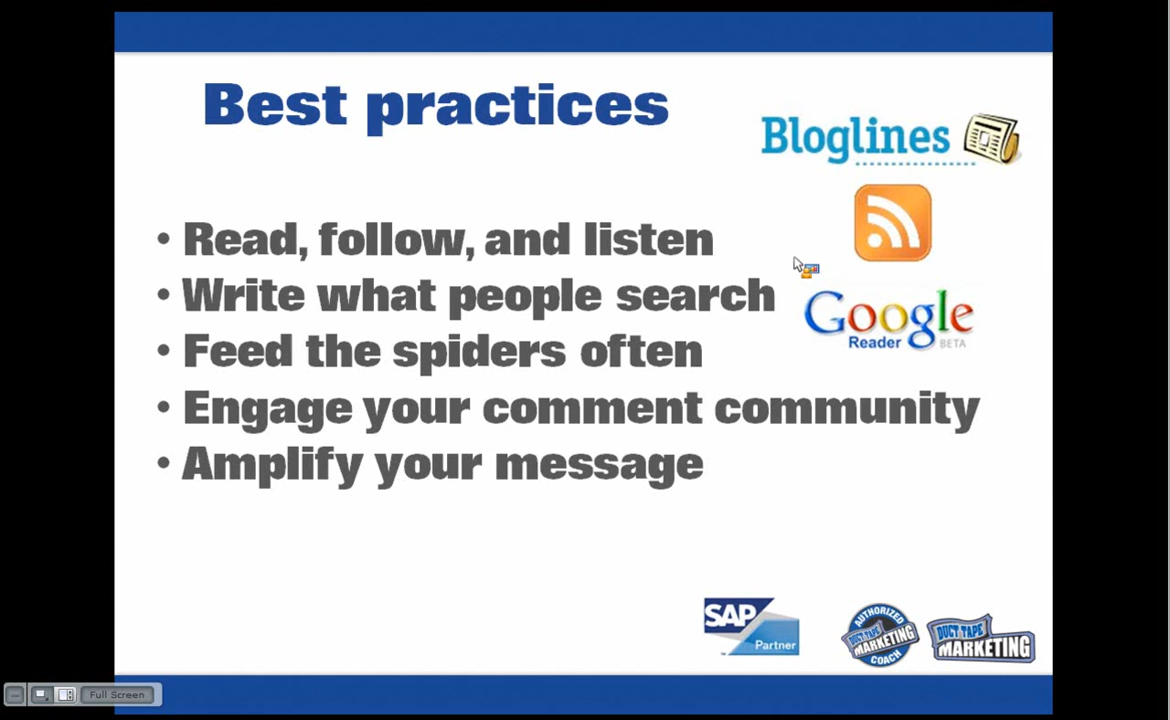 Best practices
Bloglines
• Read, follow, and listen
• Write what people search
Google
Reader BETA
• Feed the spiders often
• Engage your comment community
• Amplify your message
SAP
Partner
AUTHORIZED
DUCT TAPE
MARKETING
COACH
DUCT TAPE
MARKETING
Full Screen